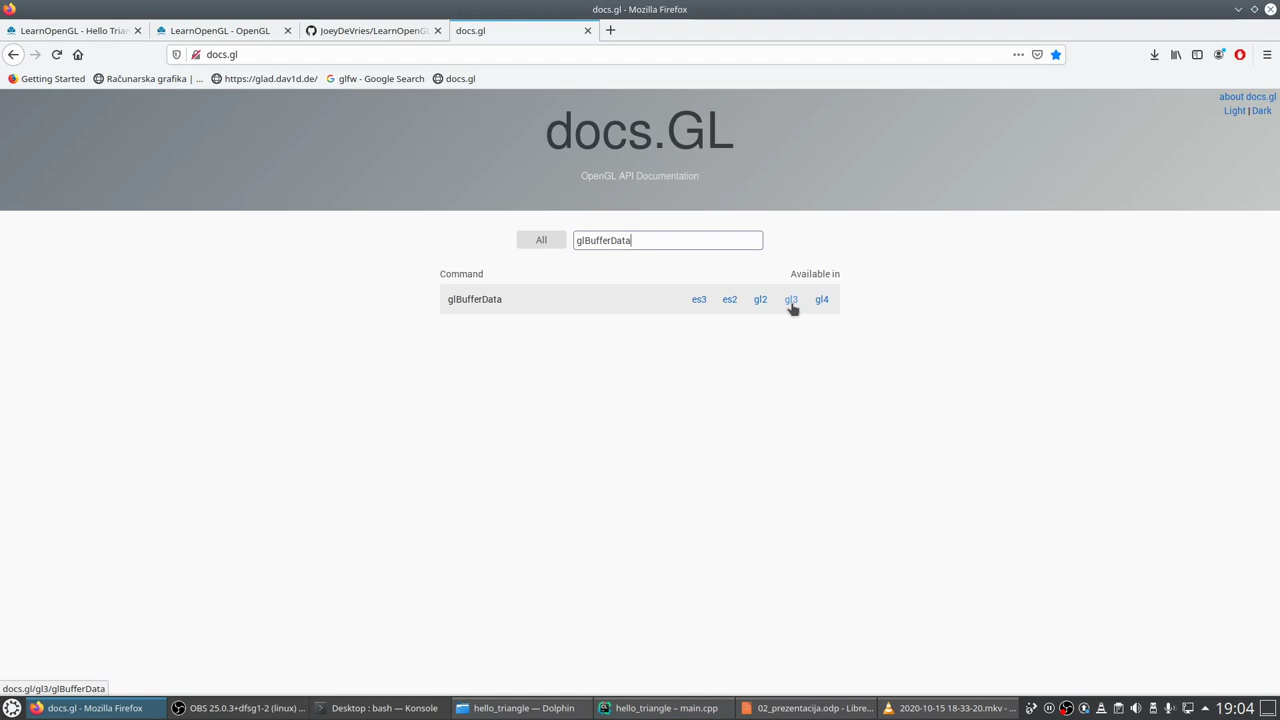 docs.gl - Mozilla Firefox
LearnOpenGL - Hello Trian
LearnOpenGL - OpenGL
JoeyDeVries/LearnOpenGL
docs.gl
docs.gl
Getting Started
Računarska grafika | ...
https://glad.dav1d.de/
glfw - Google Search
docs.gl
about docs.gl
Light | Dark
docs.GL
OpenGL API Documentation
All
glBufferData
Command Available in
glBufferData es3 es2 gl2 gl3 gl4
docs.gl/gl3/glBufferData
docs.gl - Mozilla Firefox
OBS 25.0.3+dfsg1-2 (linux) ...
Desktop : bash — Konsole
hello_triangle — Dolphin
hello_triangle – main.cpp
02_prezentacija.odp - Libre...
2020-10-15 18-33-20.mkv - ...
19:04